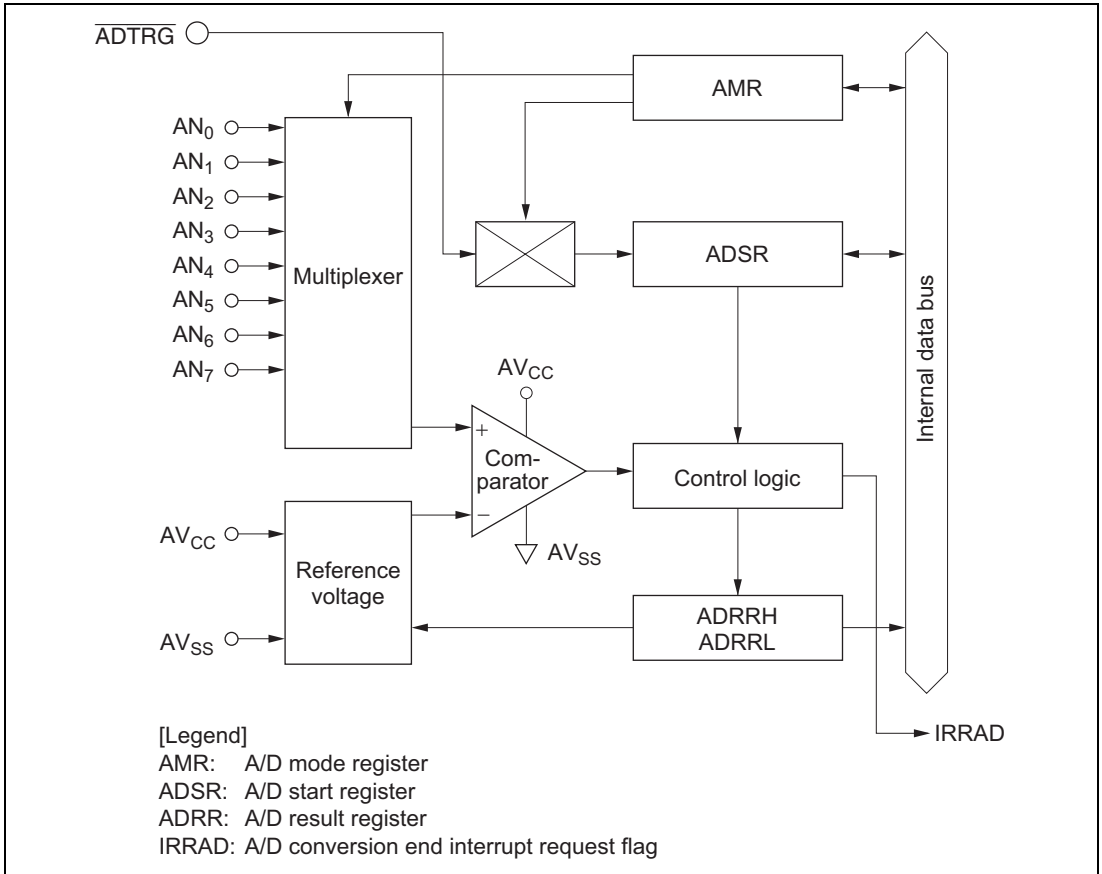 ADTRG
AMR
AN0
AN1
AN2
AN3
AN4
AN5
AN6
AN7
Multiplexer
ADSR
Internal data bus
AVCC
+
Com-
parator
−
AVSS
Control logic
AVCC
AVSS
Reference
voltage
ADRRH
ADRRL
IRRAD
[Legend]
AMR: A/D mode register
ADSR: A/D start register
ADRR: A/D result register
IRRAD: A/D conversion end interrupt request flag